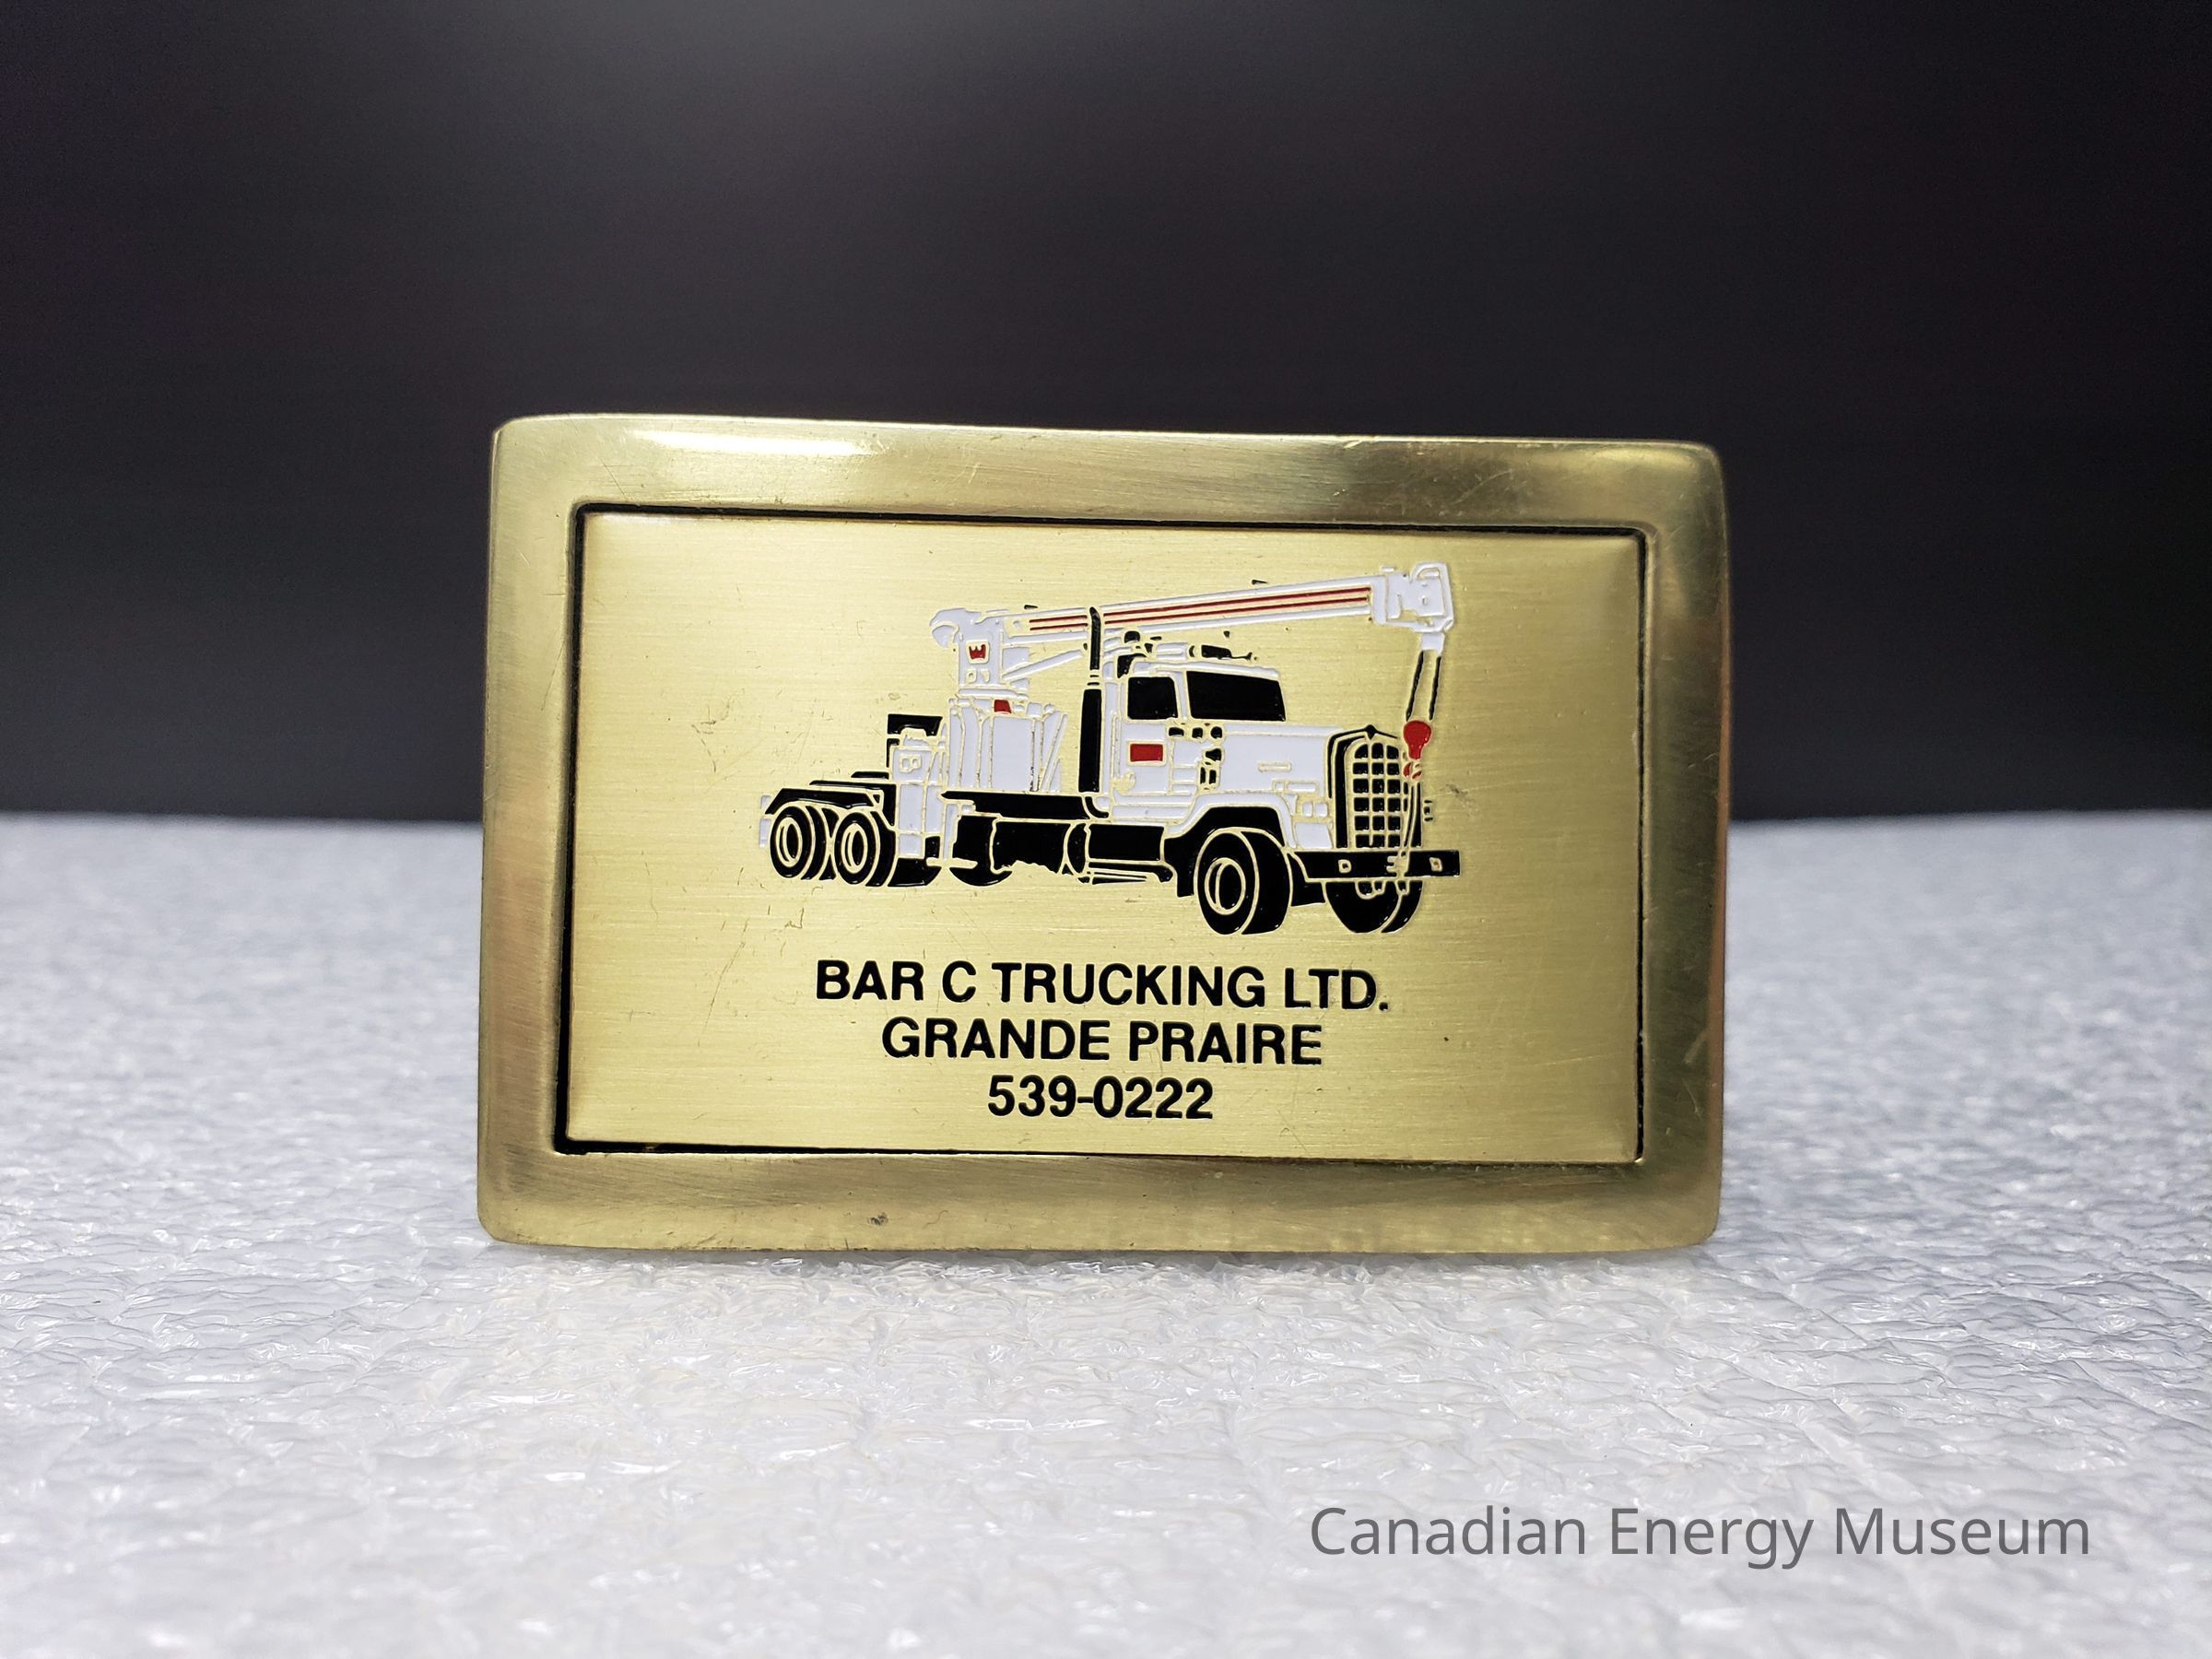 BAR C TRUCKING LTD.
GRANDE PRAIRE
539-0222
Canadian Energy Museum